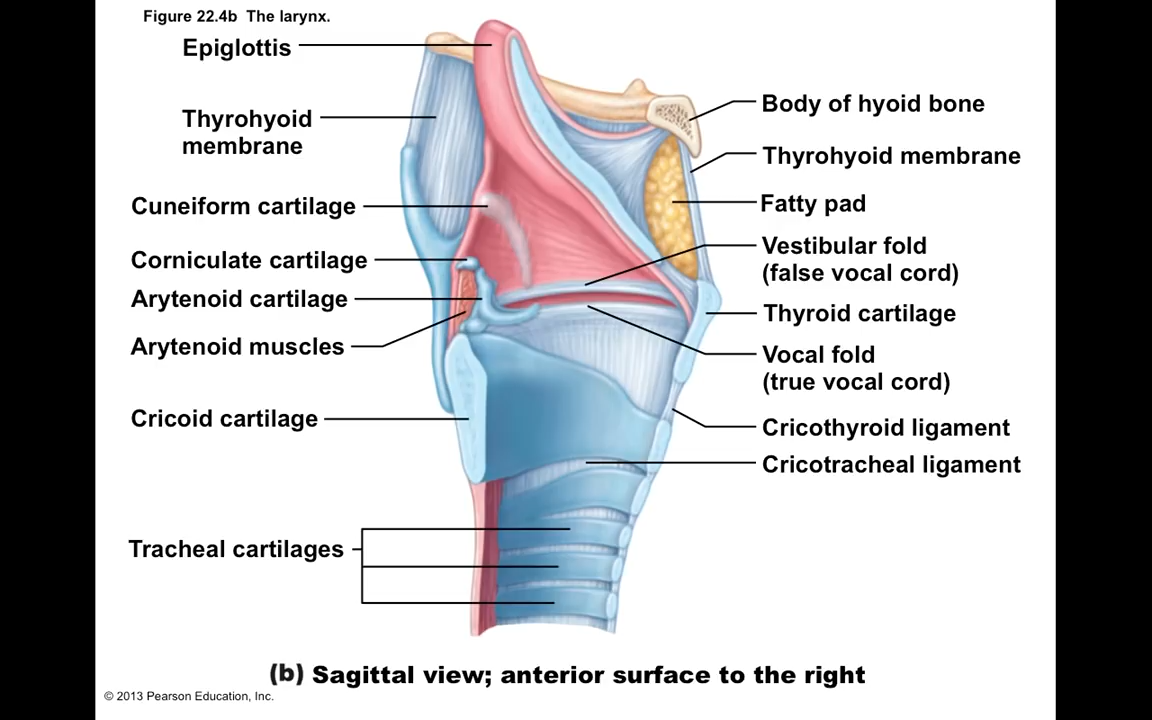 Figure 22.4b  The larynx.
Epiglottis
Thyrohyoid
membrane
Cuneiform cartilage
Corniculate cartilage
Arytenoid cartilage
Arytenoid muscles
Cricoid cartilage
Tracheal cartilages
Body of hyoid bone
Thyrohyoid membrane
Fatty pad
Vestibular fold
(false vocal cord)
Thyroid cartilage
Vocal fold
(true vocal cord)
Cricothyroid ligament
Cricotracheal ligament
(b) Sagittal view; anterior surface to the right
© 2013 Pearson Education, Inc.